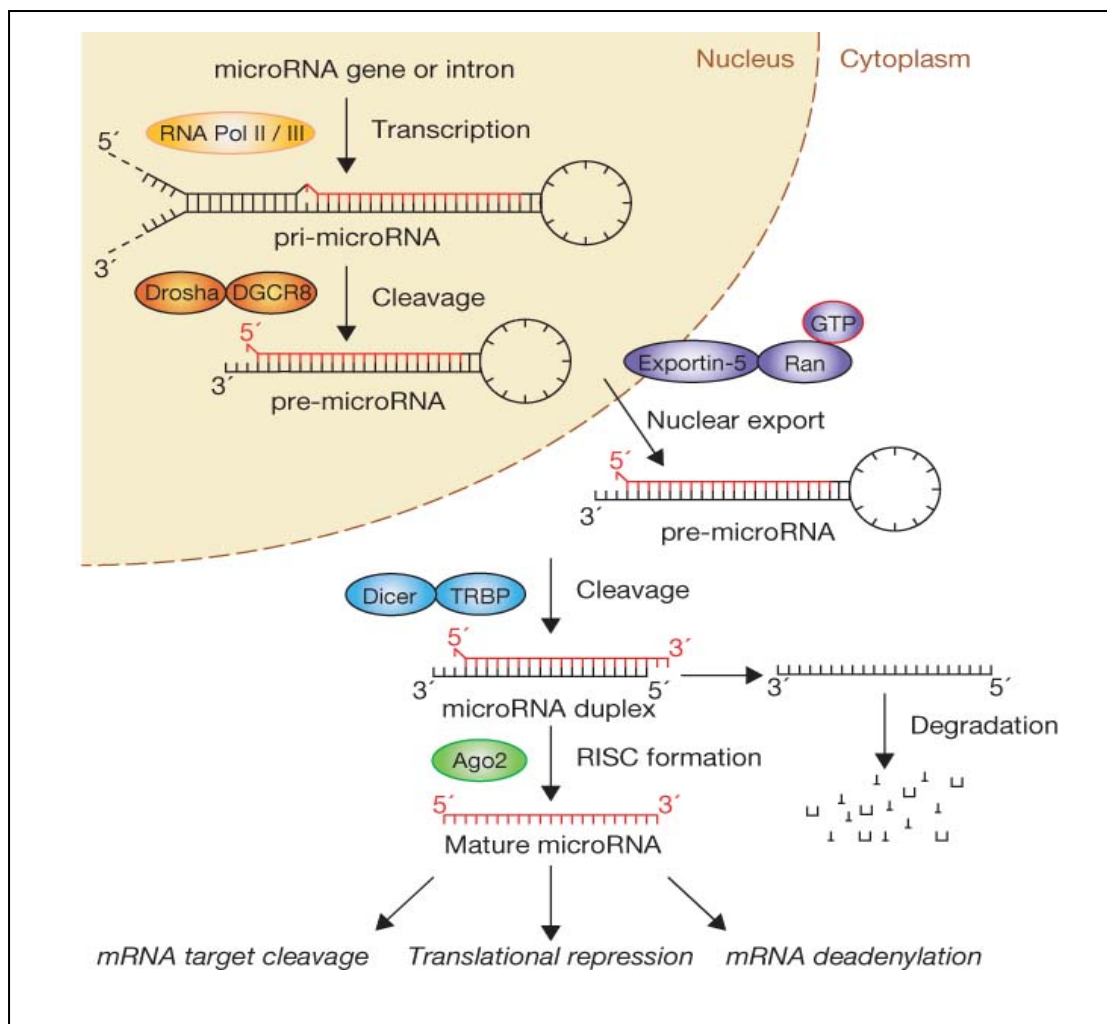 Nucleus
Cytoplasm
microRNA gene or intron
RNA Pol II / III
Transcription
5´
3´
pri-microRNA
Drosha
DGCR8
Cleavage
5´
3´
pre-microRNA
GTP
Exportin-5
Ran
Nuclear export
5´
3´
pre-microRNA
Dicer
TRBP
Cleavage
5´
3´
3´
5´
microRNA duplex
3´
5´
Degradation
Ago2
RISC formation
5´
3´
Mature microRNA
mRNA target cleavage
Translational repression
mRNA deadenylation